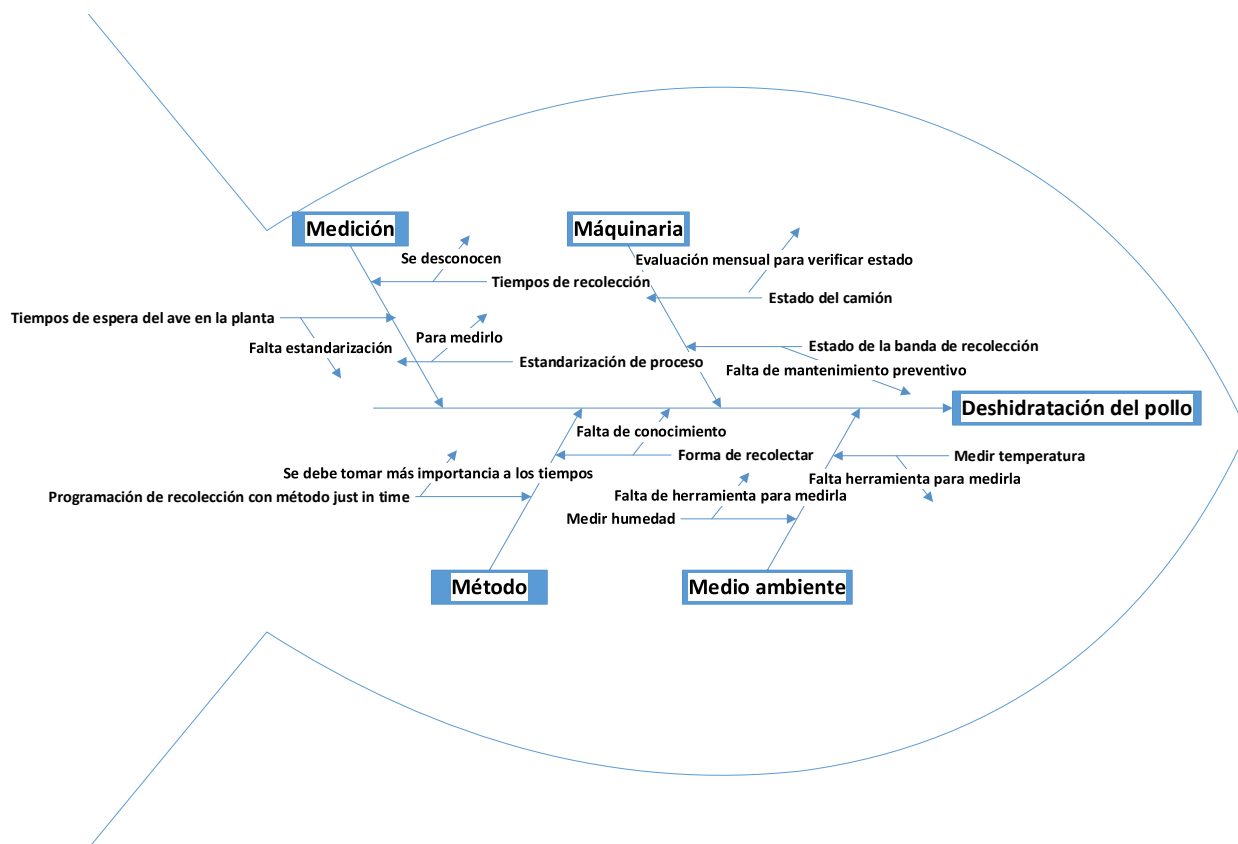 Medición
Máquinaria
Se desconocen
Evaluación mensual para verificar estado
Tiempos de recolección
Estado del camión
Tiempos de espera del ave en la planta
Para medirlo
Falta estandarización
Estado de la banda de recolección
Estandarización de proceso
Falta de mantenimiento preventivo
Deshidratación del pollo
Falta de conocimiento
Forma de recolectar
Medir temperatura
Se debe tomar más importancia a los tiempos
Falta herramienta para medirla
Programación de recolección con método just in time
Falta de herramienta para medirla
Medir humedad
Método
Medio ambiente